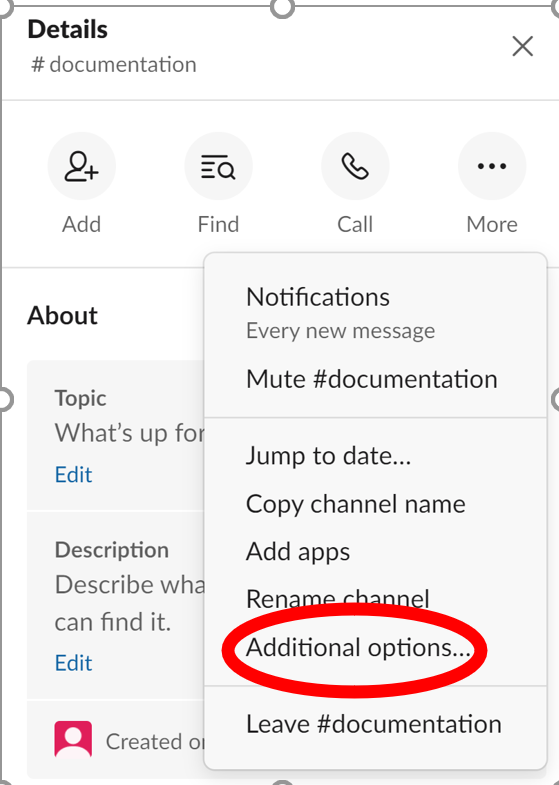 Details
# documentation
Add
Find
Call
More
Notifications
Every new message
Mute #documentation
About
Topic
What's up for
Edit
Jump to date...
Copy channel name
Add apps
Rename channel
Additional options...
Leave #documentation
Description
Describe wha
can find it.
Edit
Created